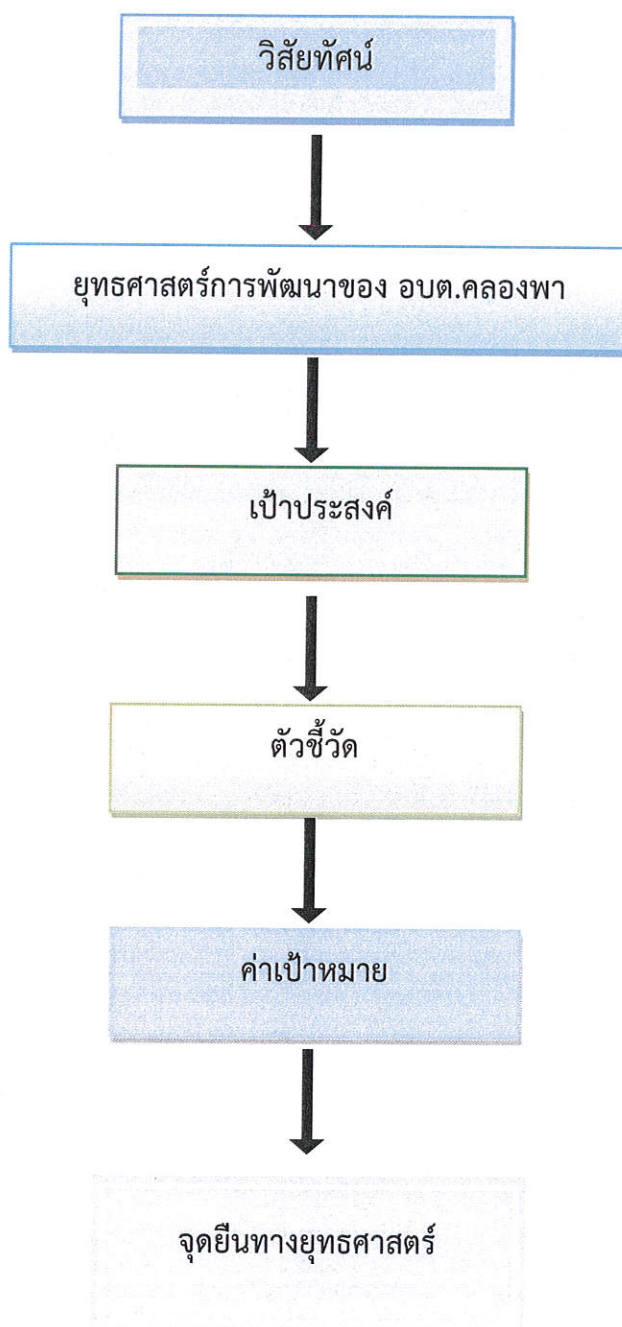 วิสัยทัศน์
ยุทธศาสตร์การพัฒนาของ อบต.คลองพา
เป้าประสงค์
ตัวชี้วัด
ค่าเป้าหมาย
จุดยืนทางยุทธศาสตร์